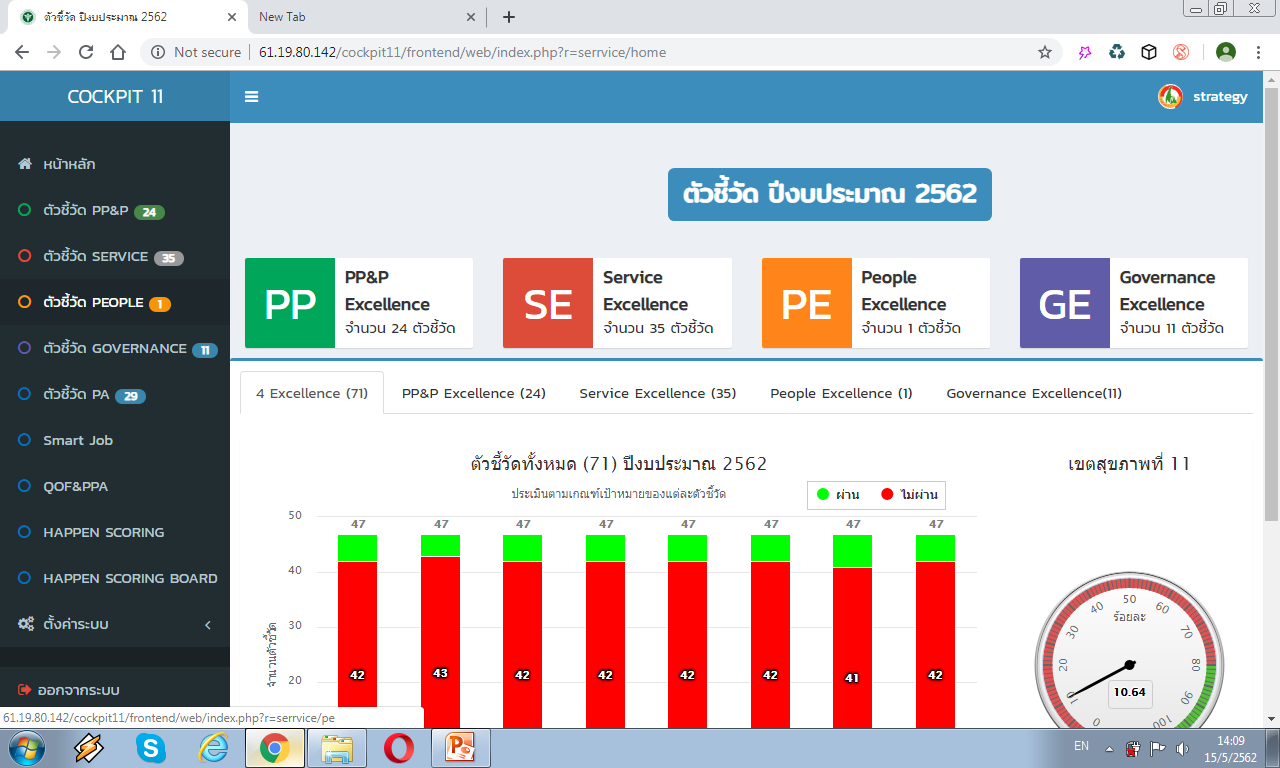 ตัวชี้วัด ปีงบประมาณ 2562
New Tab
Not secure
61.19.80.142/cockpit11/frontend/web/index.php?r=serrvice/home
COCKPIT 11
strategy
หน้าหลัก
ตัวชี้วัด PP&P 24
ตัวชี้วัด SERVICE 35
ตัวชี้วัด PEOPLE 1
ตัวชี้วัด GOVERNANCE 11
ตัวชี้วัด PA 29
Smart Job
QOF&PPA
HAPPEN SCORING
HAPPEN SCORING BOARD
ตั้งค่าระบบ
ออกจากระบบ
ตัวชี้วัด ปีงบประมาณ 2562
PP
PP&P
Excellence
จำนวน 24 ตัวชี้วัด
SE
Service
Excellence
จำนวน 35 ตัวชี้วัด
PE
People
Excellence
จำนวน 1 ตัวชี้วัด
GE
Governance
Excellence
จำนวน 11 ตัวชี้วัด
4 Excellence (71)
PP&P Excellence (24)
Service Excellence (35)
People Excellence (1)
Governance Excellence(11)
ตัวชี้วัดทั้งหมด (71) ปีงบประมาณ 2562
ประเมินตามเกณฑ์เป้าหมายของแต่ละตัวชี้วัด
ผ่าน
ไม่ผ่าน
จำนวนตัวชี้วัด
50
40
30
20
47 47 47 47 47 47 47 47
42 43 42 42 42 42 41 42
เขตสุขภาพที่ 11
0 10 20 30 40 50 60 70 80 90 100
ร้อยละ
10.64
61.19.80.142/cockpit11/frontend/web/index.php?r=serrvice/pe
EN
14:09
15/5/2562